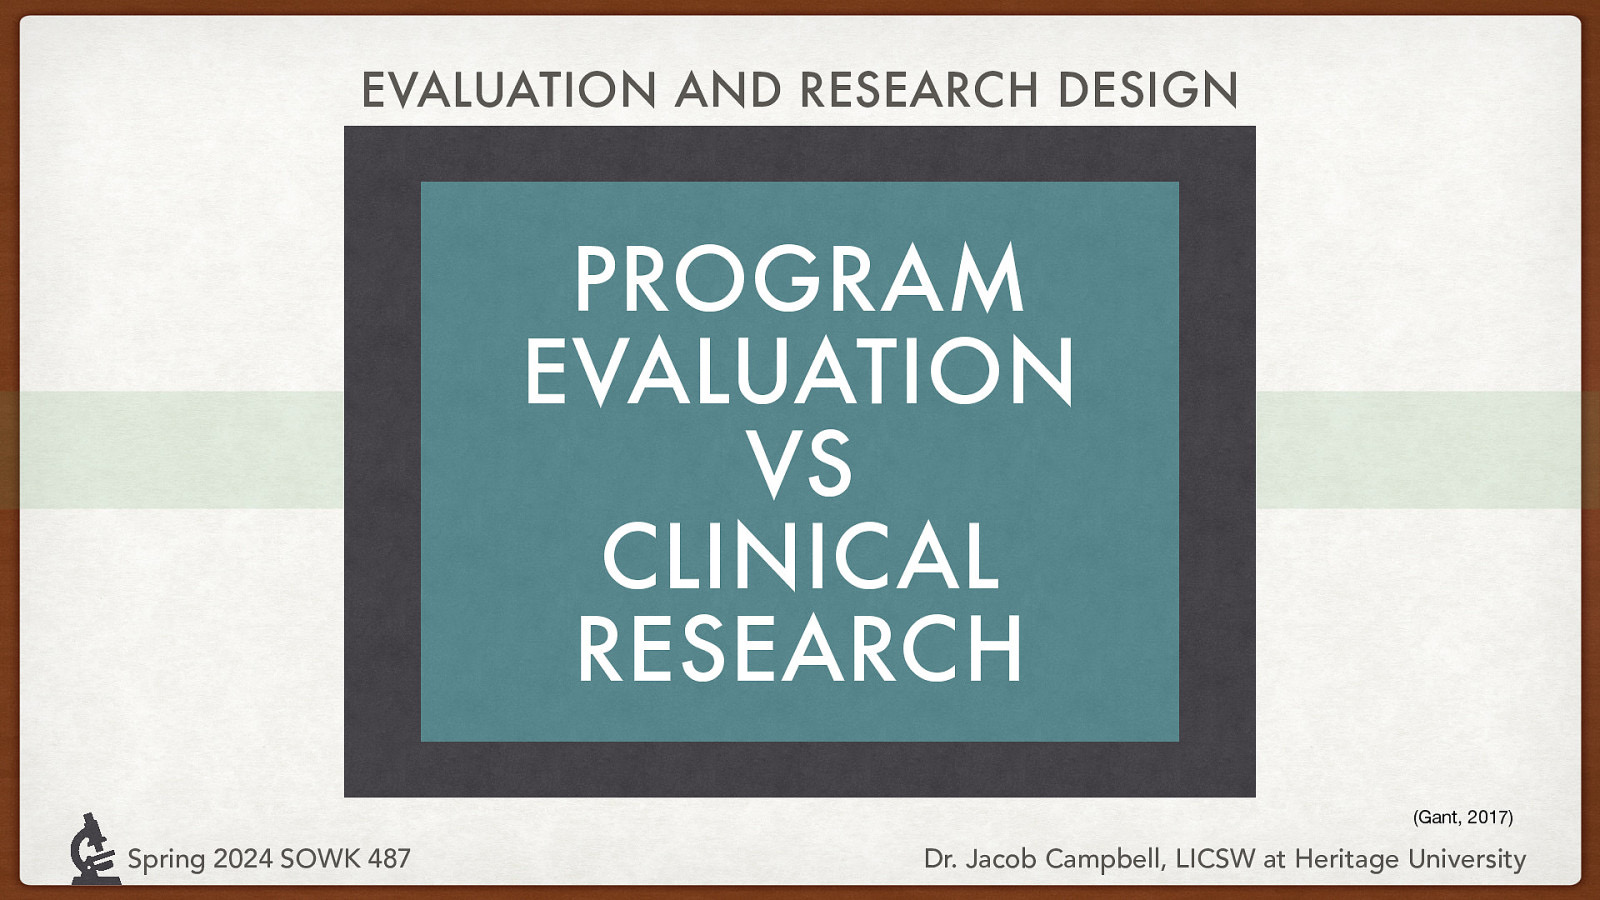 EVALUATION AND RESEARCH DESIGN
PROGRAM
EVALUATION
VS
CLINICAL
RESEARCH
(Gant, 2017)
Spring 2024 SOWK 487
Dr. Jacob Campbell, LICSW at Heritage University